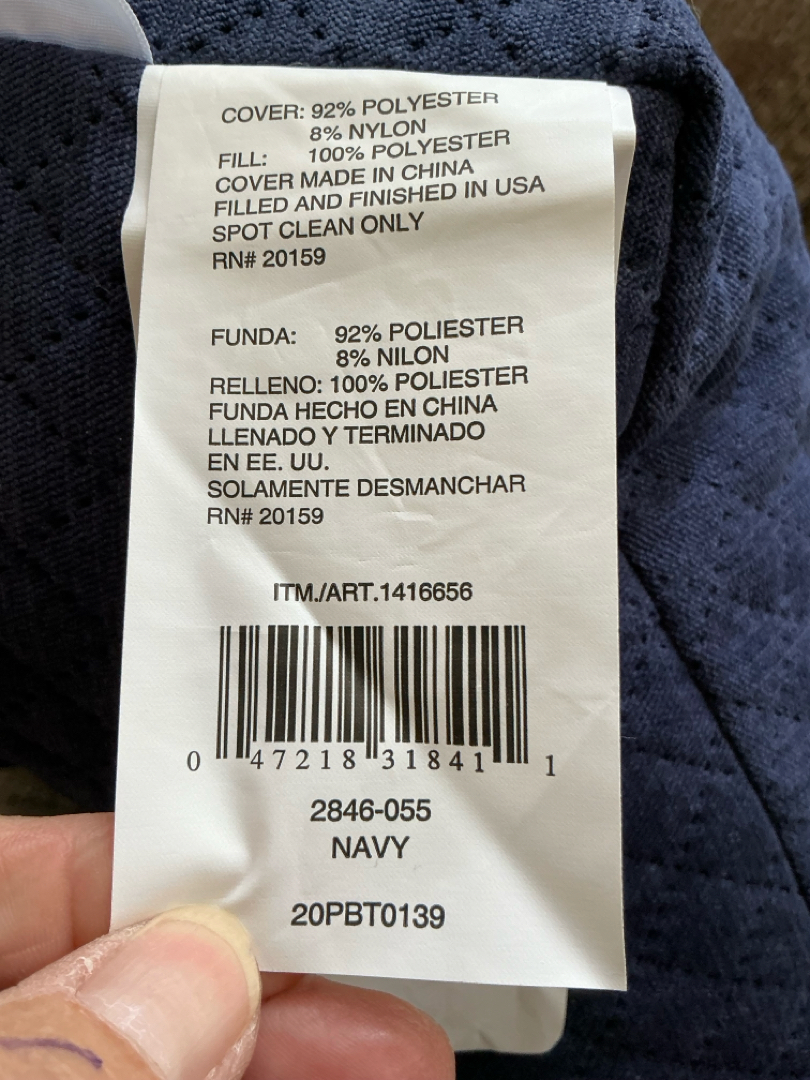 COVER: 92% POLYESTER
8% NYLON
FILL: 100% POLYESTER
COVER MADE IN CHINA
FILLED AND FINISHED IN USA
SPOT CLEAN ONLY
RN# 20159
FUNDA: 92% POLIESTER
8% NILON
RELLENO: 100% POLIESTER
FUNDA HECHO EN CHINA
LLENADO Y TERMINADO
EN EE. UU.
SOLAMENTE DESMANCHAR
RN# 20159
ITM./ART.1416656
0 47218 31841 1
2846-055
NAVY
20PBT0139